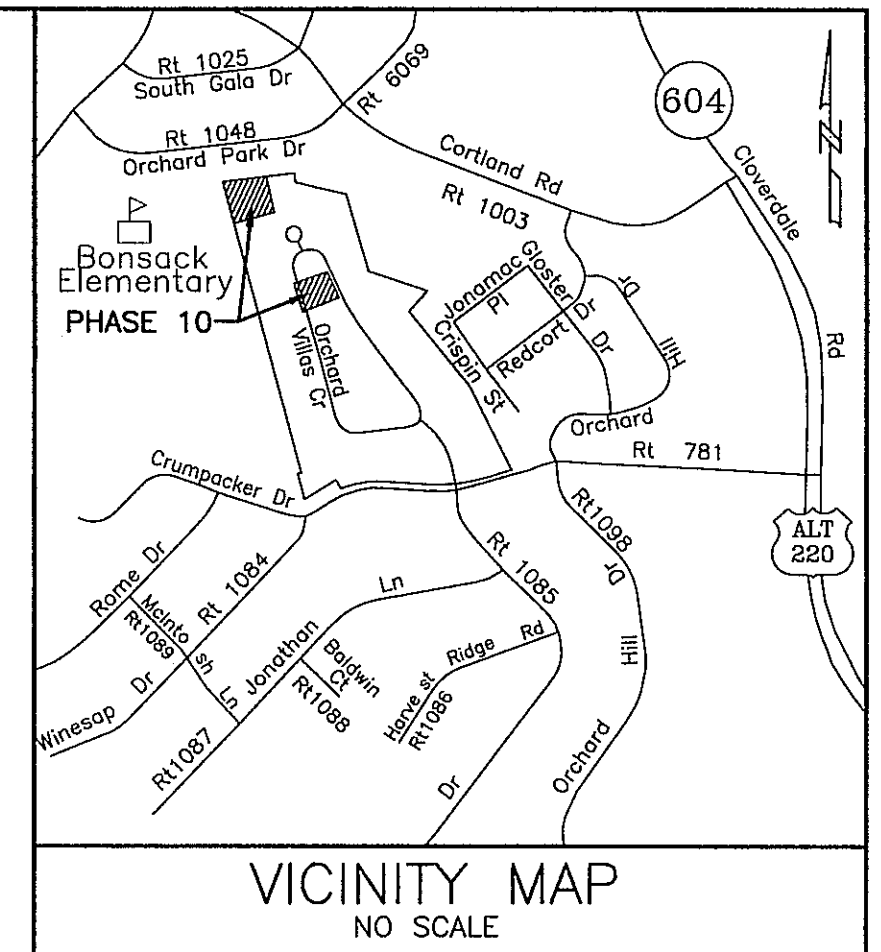 Rt 1025
South Gala Dr
Rt 6069
604
Rt 1048
Orchard Park Dr
Cortland Rd
Rt 1003
Cloverdale
Rd
N
Bonsack
Elementary
PHASE 10
Orchard
Villas Cr
Jonamac
Pl
Gloster
Dr
Redcort Dr
Crispin St
Dr
Hill
Orchard
Rt 781
Crumpacker Dr
ALT
220
Rt1098
Dr
Hill
Orchard
Rt 1085
Dr
Rome Dr
Rt 1084
McInto sh Ln
Rt1089
Winesap Dr
Jonathan Ln
Rt1087
Baldwin
Ct
Rt1088
Harve st Ridge Rd
Rt1086
VICINITY MAP
NO SCALE